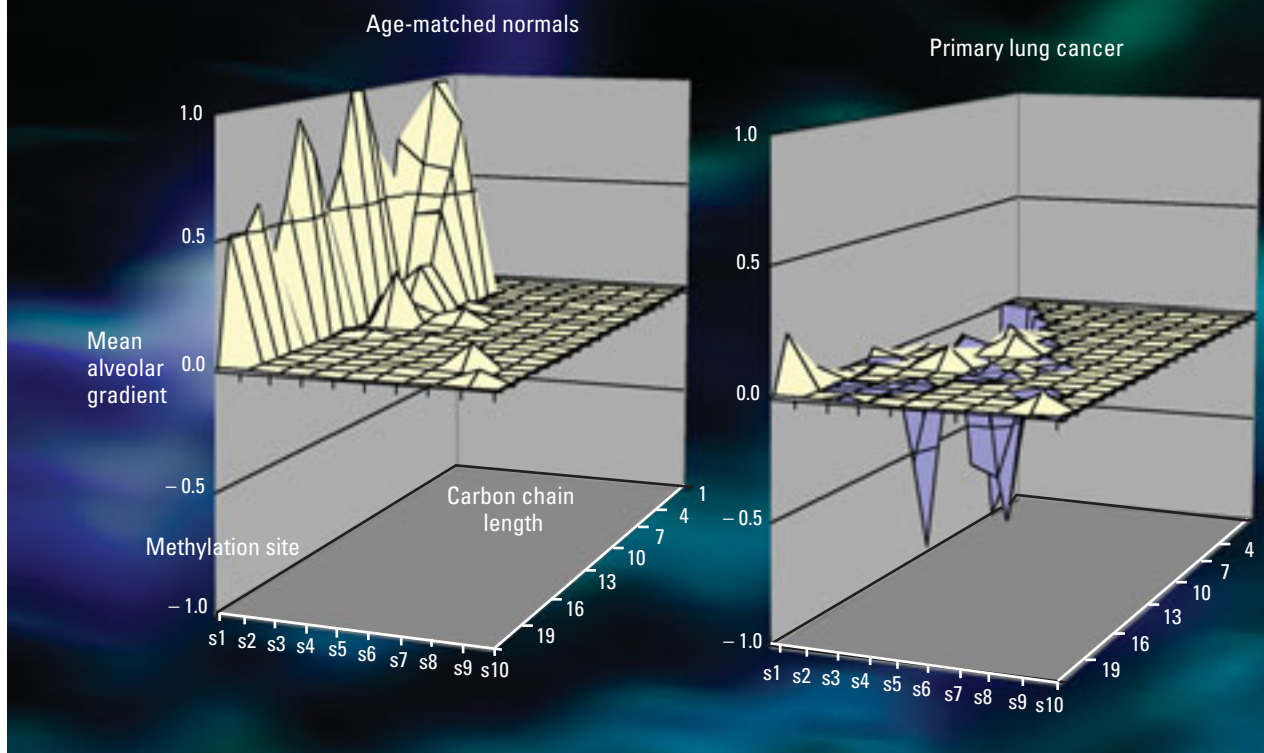 Age-matched normals
Primary lung cancer
1.0
0.5
0.0
– 0.5
– 1.0
Mean
alveolar
gradient
Methylation site
Carbon chain
length
s1 s2 s3 s4 s5 s6 s7 s8 s9 s10
1
4
7
10
13
16
19
1.0
0.5
0.0
– 0.5
– 1.0
s1 s2 s3 s4 s5 s6 s7 s8 s9 s10
4
7
10
13
16
19